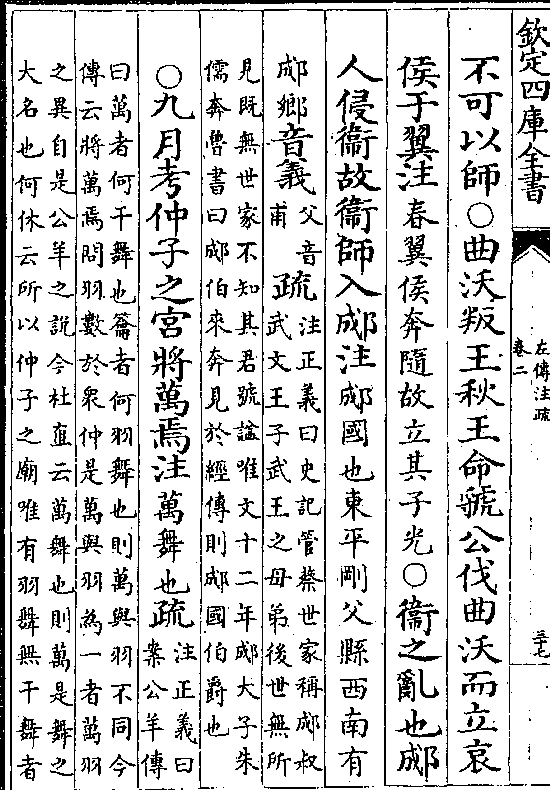 欽定四庫全書
左傳注疏
卷二
三七
不可以師○曲沃叛王秋王命虢公伐曲沃而立哀
侯于翼注春翼侯奔隨故立其子光○衞之亂也郕
人侵衞故衞師入郕注郕國也東平剛父縣西南有
郕鄉音義父音
甫
疏注正義曰史記管蔡世家稱郕叔
武文王子武王之母弟後世無所
見既無世家不知其君號謚唯文十二年郕大子朱
儒奔魯書曰郕伯來奔見於經傳則郕國伯爵也
○九月考仲子之宫將萬焉注萬舞也疏注正義曰
案公羊傳
曰萬者何干舞也籥者何羽舞也則萬與羽不同今
傳云將萬焉問羽數於衆仲是萬與羽為一者萬羽
之異自是公羊之説今杜直云萬舞也則萬是舞之
大名也何休云所以仲子之廟唯有羽舞無干舞者